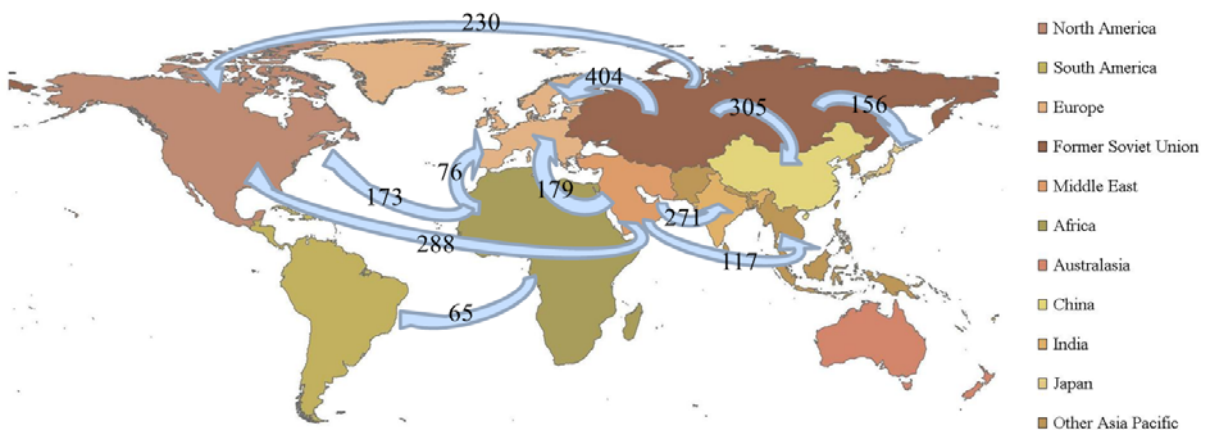 230
404
305
156
76
179
173
271
288
117
65
North America
South America
Europe
Former Soviet Union
Middle East
Africa
Australasia
China
India
Japan
Other Asia Pacific